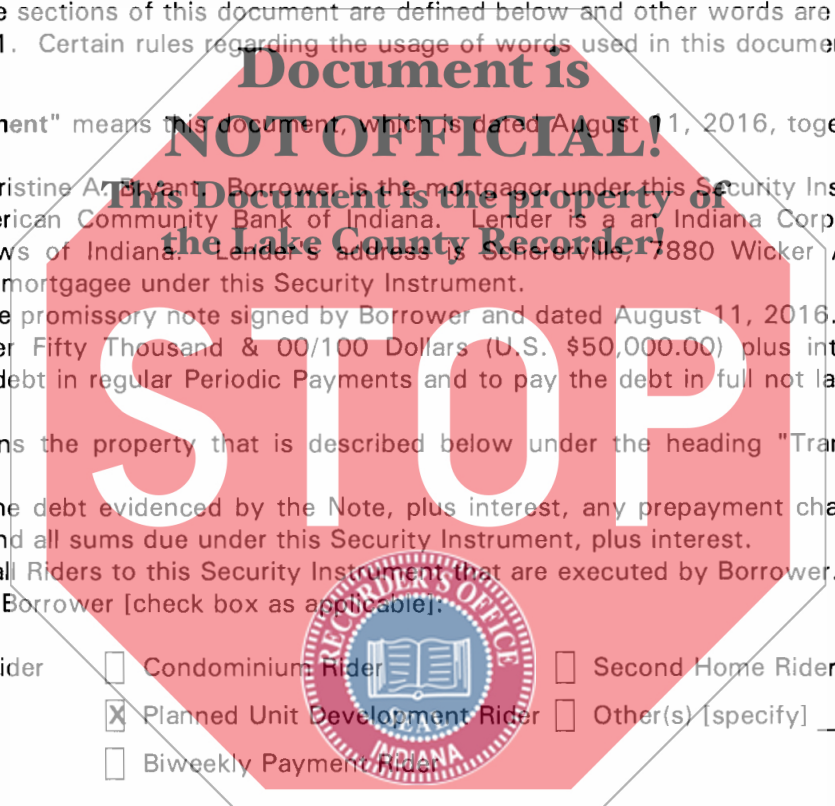 e sections of this document are defined below and other words are
1. Certain rules regarding the usage of words used in this docume
Document is
ment" means this document, which is dated August 11, 2016, toge
NOT OFFICIAL!
ristine A. Bryant. Borrower is the mortgagor under this Security Ins
This Document is the property of
erican Community Bank of Indiana. Lender is a an Indiana Corp
the Lake County Recorder!
ws of Indiana. Lender's address is Schererville, 7880 Wicker A
mortgagee under this Security Instrument.
e promissory note signed by Borrower and dated August 11, 2016.
er Fifty Thousand & 00/100 Dollars (U.S. $50,000.00) plus int
debt in regular Periodic Payments and to pay the debt in full not la
STOP
ns the property that is described below under the heading "Tran
he debt evidenced by the Note, plus interest, any prepayment cha
nd all sums due under this Security Instrument, plus interest.
all Riders to this Security Instrument that are executed by Borrower.
Borrower [check box as applicable]:
RECORDER'S OFFICE
ider Condominium Rider Second Home Rider
X Planned Unit Development Rider Other(s) [specify]
SEAL
INDIANA
Biweekly Payment Rider